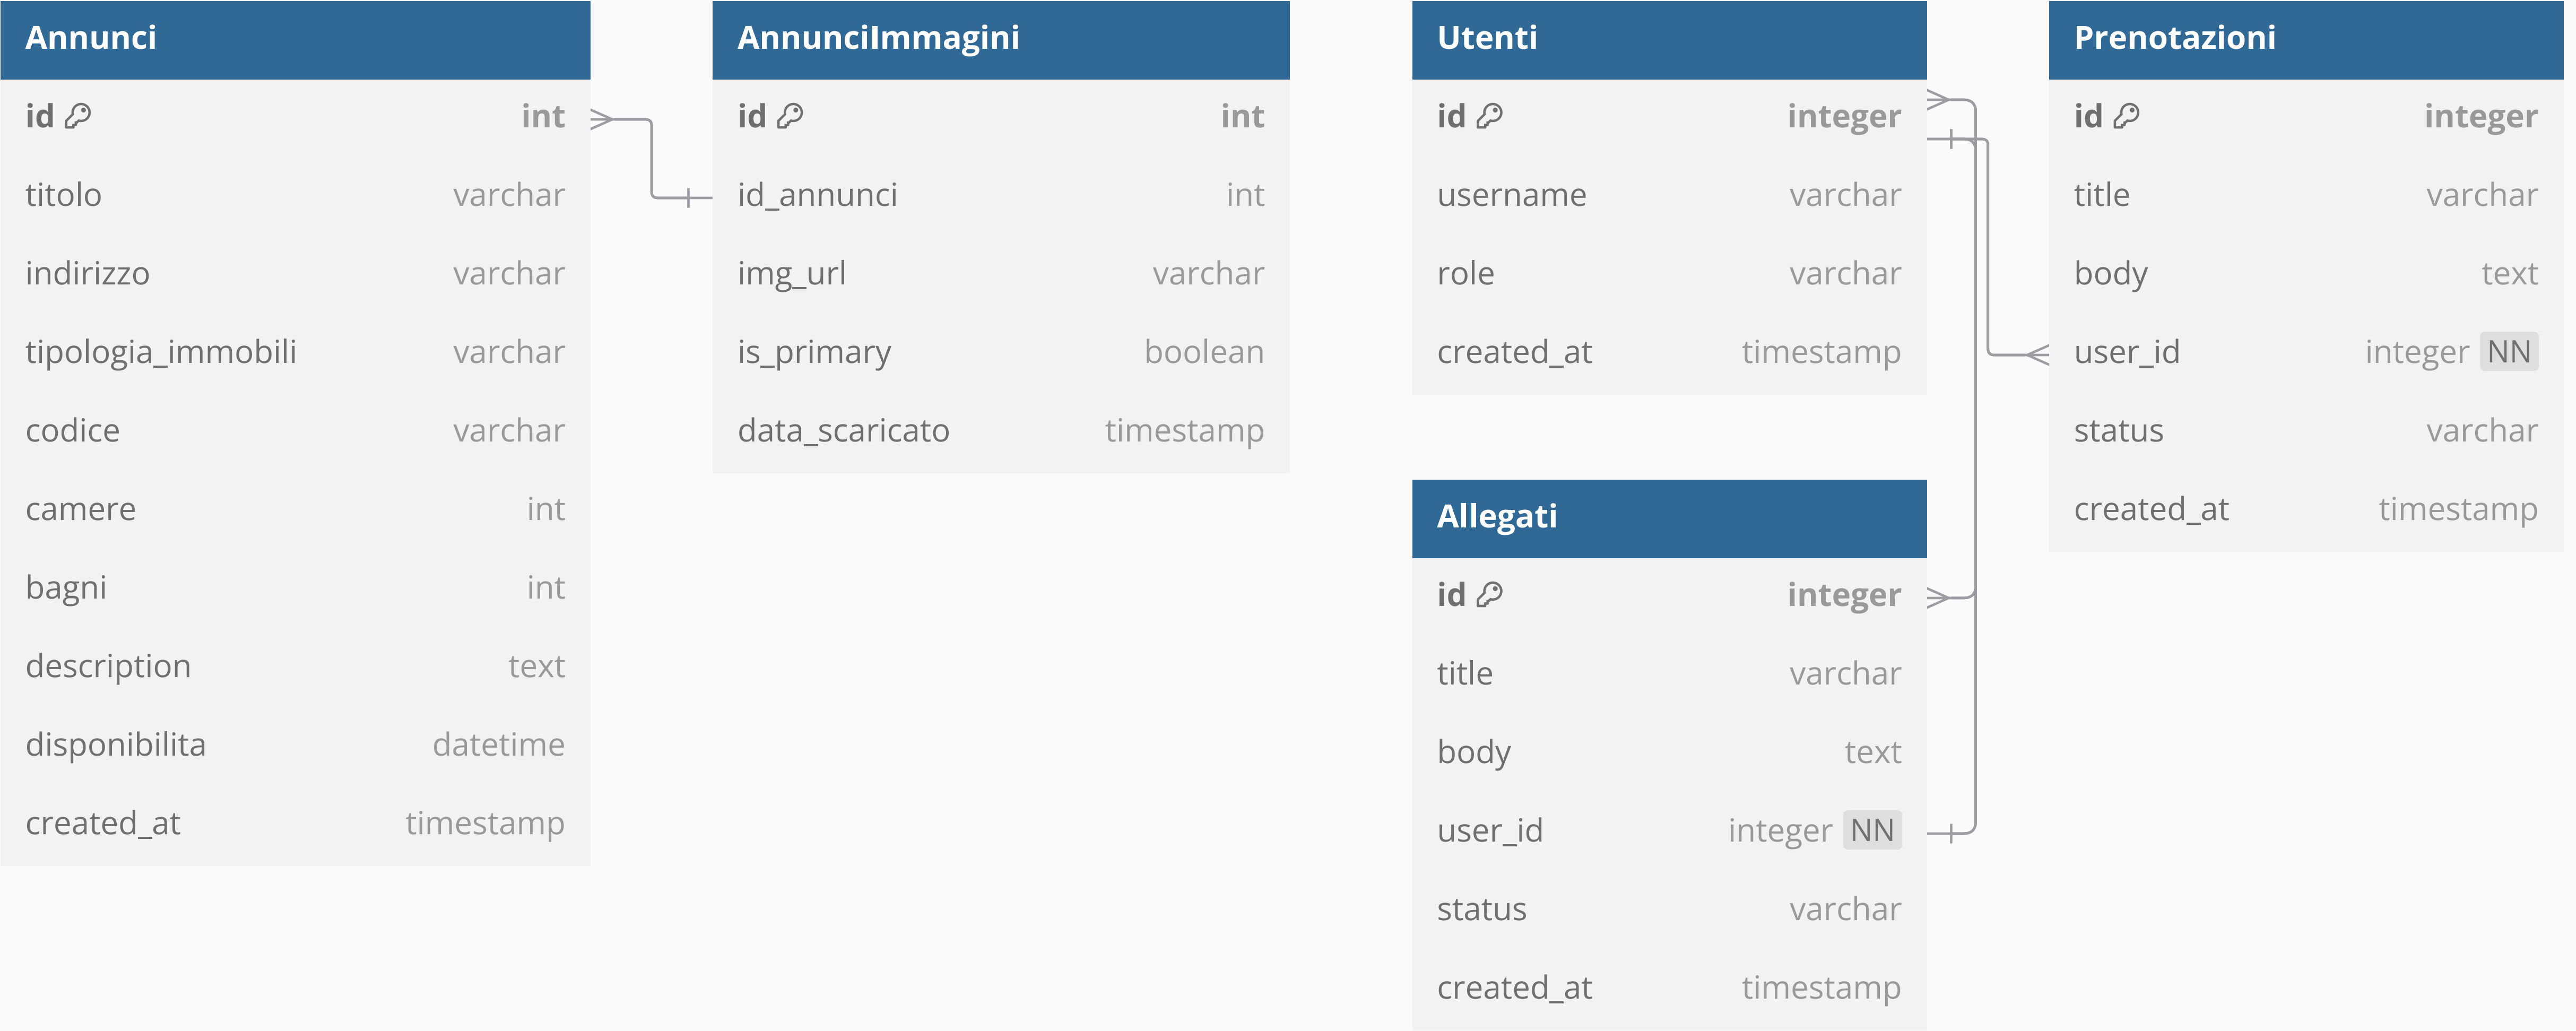 Annunci
id int
titolo varchar
indirizzo varchar
tipologia_immobili varchar
codice varchar
camere int
bagni int
description text
disponibilita datetime
created_at timestamp
AnnunciImmagini
id int
id_annunci int
img_url varchar
is_primary boolean
data_scaricato timestamp
Utenti
id integer
username varchar
role varchar
created_at timestamp
Allegati
id integer
title varchar
body text
user_id integer NN
status varchar
created_at timestamp
Prenotazioni
id integer
title varchar
body text
user_id integer NN
status varchar
created_at timestamp